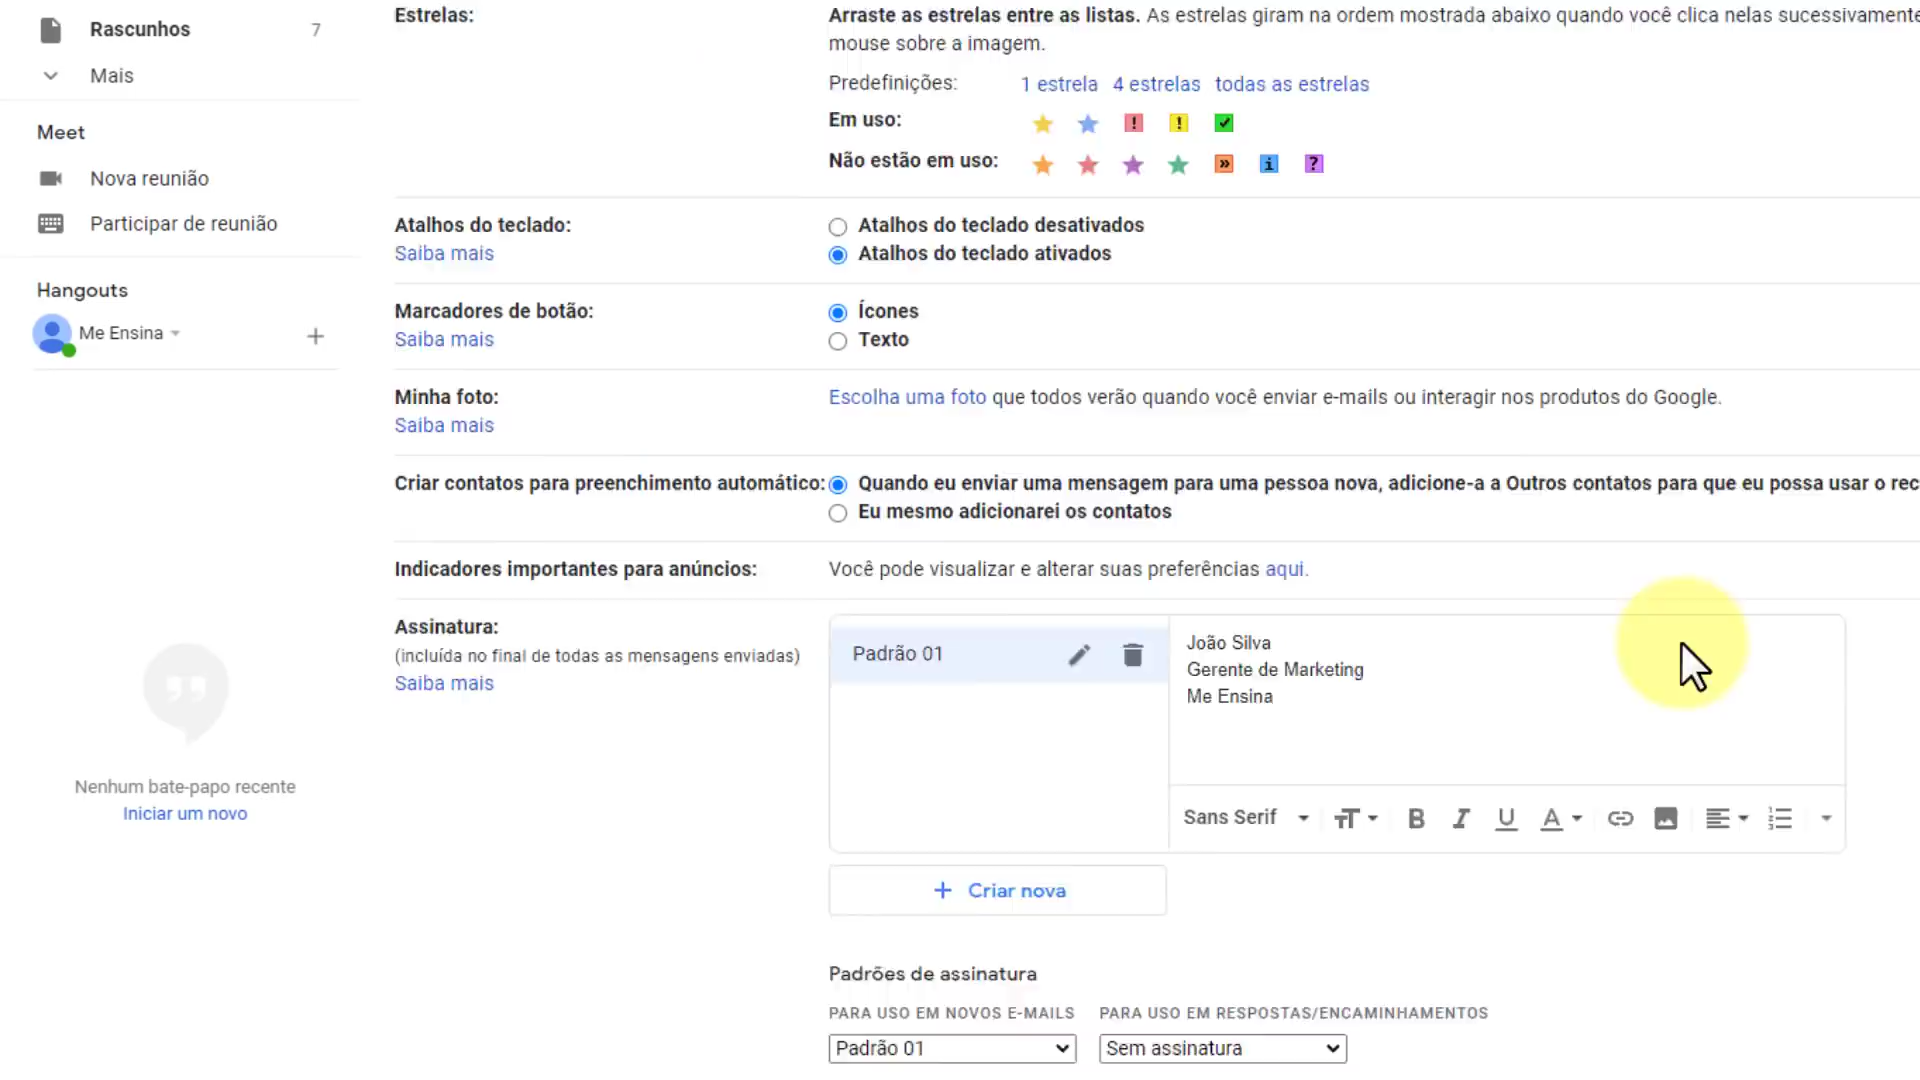 Rascunhos 7
Mais
Meet
Nova reunião
Participar de reunião
Hangouts
Me Ensina
Nenhum bate-papo recente
Iniciar um novo
Estrelas:
Arraste as estrelas entre as listas. As estrelas giram na ordem mostrada abaixo quando você clica nelas sucessivamente
mouse sobre a imagem.
Predefinições: 1 estrela 4 estrelas todas as estrelas
Em uso:
Não estão em uso:
Atalhos do teclado:
Saiba mais
Atalhos do teclado desativados
Atalhos do teclado ativados
Marcadores de botão:
Saiba mais
Ícones
Texto
Minha foto:
Saiba mais
Escolha uma foto que todos verão quando você enviar e-mails ou interagir nos produtos do Google.
Criar contatos para preenchimento automático:
Quando eu enviar uma mensagem para uma pessoa nova, adicione-a a Outros contatos para que eu possa usar o rec
Eu mesmo adicionarei os contatos
Indicadores importantes para anúncios:
Você pode visualizar e alterar suas preferências aqui.
Assinatura:
(incluída no final de todas as mensagens enviadas)
Saiba mais
Padrão 01
João Silva
Gerente de Marketing
Me Ensina
Sans Serif
+ Criar nova
Padrões de assinatura
PARA USO EM NOVOS E-MAILS PARA USO EM RESPOSTAS/ENCAMINHAMENTOS
Padrão 01 Sem assinatura